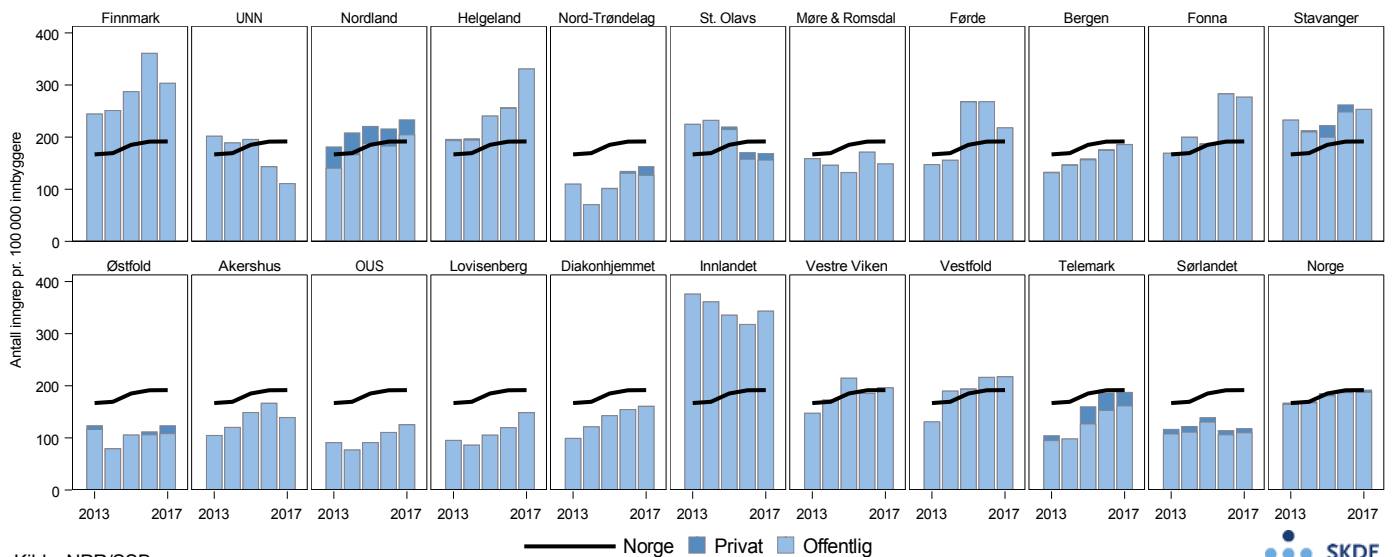 Finnmark UNN Nordland Helgeland Nord-Trøndelag St. Olavs Møre & Romsdal Førde Bergen Fonna Stavanger
400
300
200
100
0
Østfold Akershus OUS Lovisenberg Diakonhjemmet Innlandet Vestre Viken Vestfold Telemark Sørlandet Norge
400
300
200
100
0
Antall inngrep pr. 100 000 innbyggere
2013 2017 2013 2017 2013 2017 2013 2017 2013 2017 2013 2017 2013 2017 2013 2017 2013 2017 2013 2017 2013 2017
Norge Privat Offentlig
SKDE